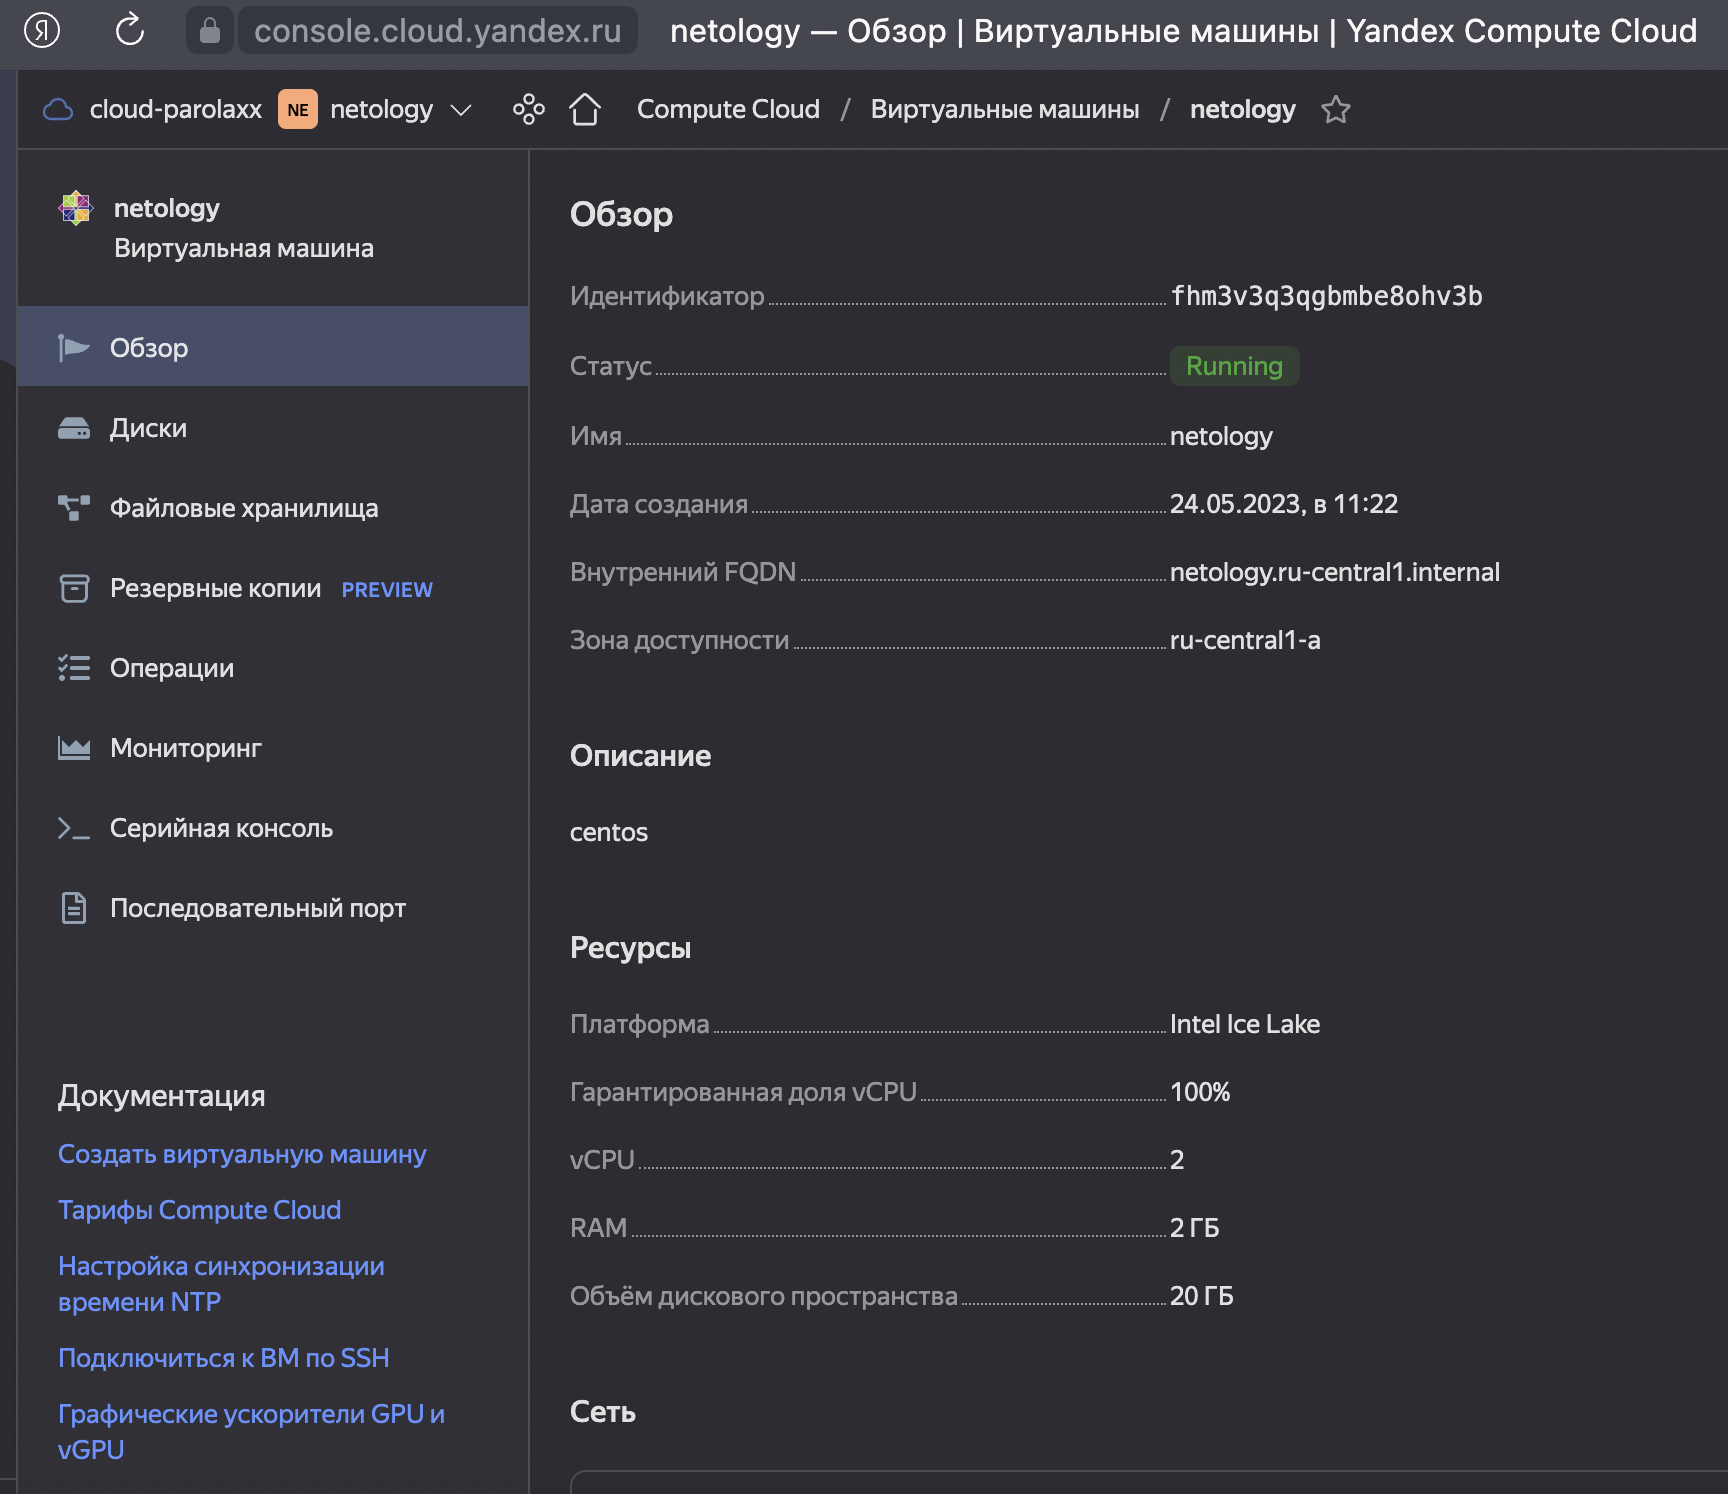 console.cloud.yandex.ru netology — Обзор | Виртуальные машины | Yandex Compute Cloud
cloud-parolaxx NE netology Compute Cloud / Виртуальные машины / netology
netology
Виртуальная машина
Обзор
Диски
Файловые хранилища
Резервные копии PREVIEW
Операции
Мониторинг
Серийная консоль
Последовательный порт
Документация
Создать виртуальную машину
Тарифы Compute Cloud
Настройка синхронизации
времени NTP
Подключиться к ВМ по SSH
Графические ускорители GPU и
vGPU
Обзор
Идентификатор fhm3v3q3qgbmbe8ohv3b
Статус Running
Имя netology
Дата создания 24.05.2023, в 11:22
Внутренний FQDN netology.ru-central1.internal
Зона доступности ru-central1-a
Описание
centos
Ресурсы
Платформа Intel Ice Lake
Гарантированная доля vCPU 100%
vCPU 2
RAM 2 ГБ
Объём дискового пространства 20 ГБ
Сеть